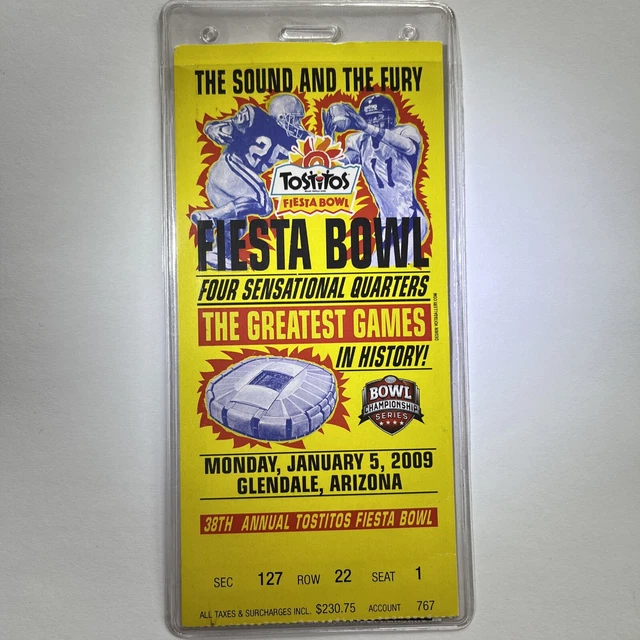 THE SOUND AND THE FURY
25
11
TOSTITOS
FIESTA BOWL
FIESTA BOWL
FOUR SENSATIONAL QUARTERS
THE GREATEST GAMES
IN HISTORY!
BOWL
CHAMPIONSHIP
SERIES
MONDAY, JANUARY 5, 2009
GLENDALE, ARIZONA
38TH ANNUAL TOSTITOS FIESTA BOWL
SEC 127 ROW 22 SEAT 1
ALL TAXES & SURCHARGES INCL. $230.75 ACCOUNT 767